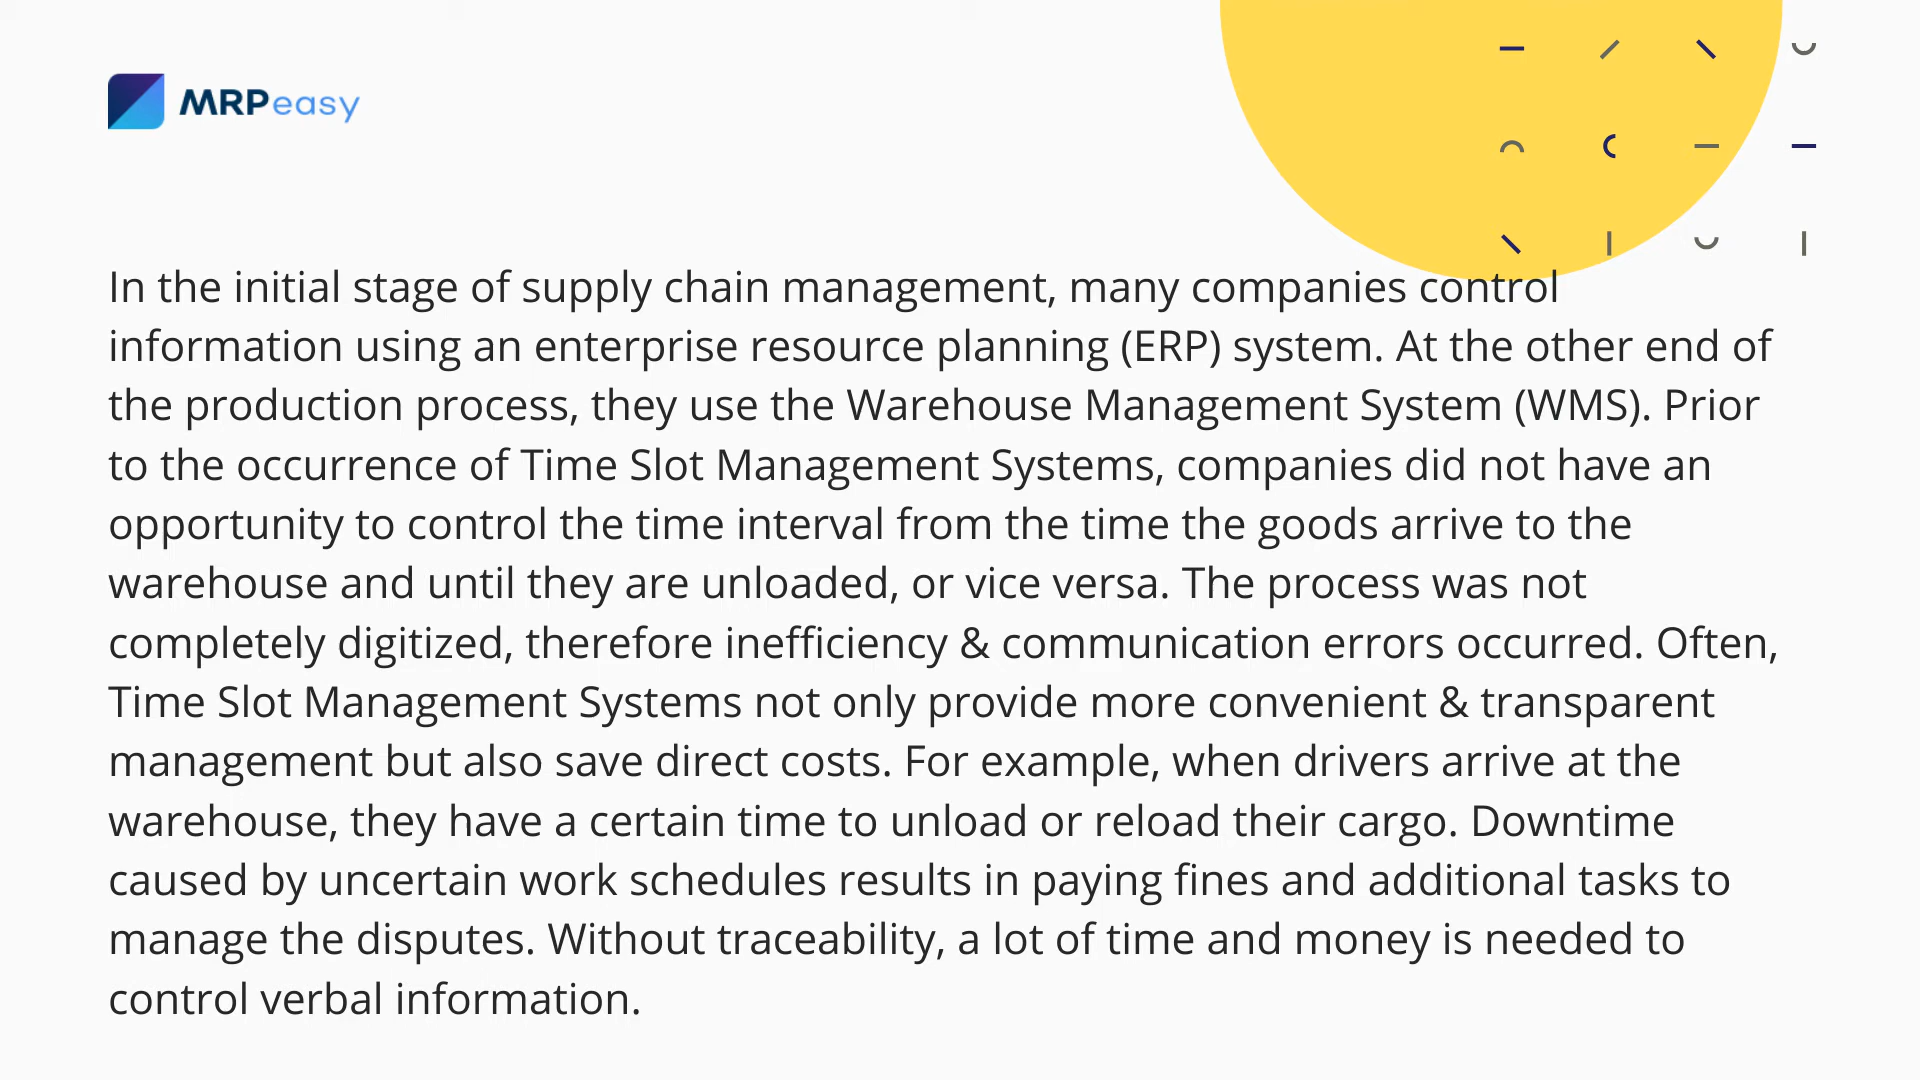 MRPeasy
In the initial stage of supply chain management, many companies control
information using an enterprise resource planning (ERP) system. At the other end of
the production process, they use the Warehouse Management System (WMS). Prior
to the occurrence of Time Slot Management Systems, companies did not have an
opportunity to control the time interval from the time the goods arrive to the
warehouse and until they are unloaded, or vice versa. The process was not
completely digitized, therefore inefficiency & communication errors occurred. Often,
Time Slot Management Systems not only provide more convenient & transparent
management but also save direct costs. For example, when drivers arrive at the
warehouse, they have a certain time to unload or reload their cargo. Downtime
caused by uncertain work schedules results in paying fines and additional tasks to
manage the disputes. Without traceability, a lot of time and money is needed to
control verbal information.